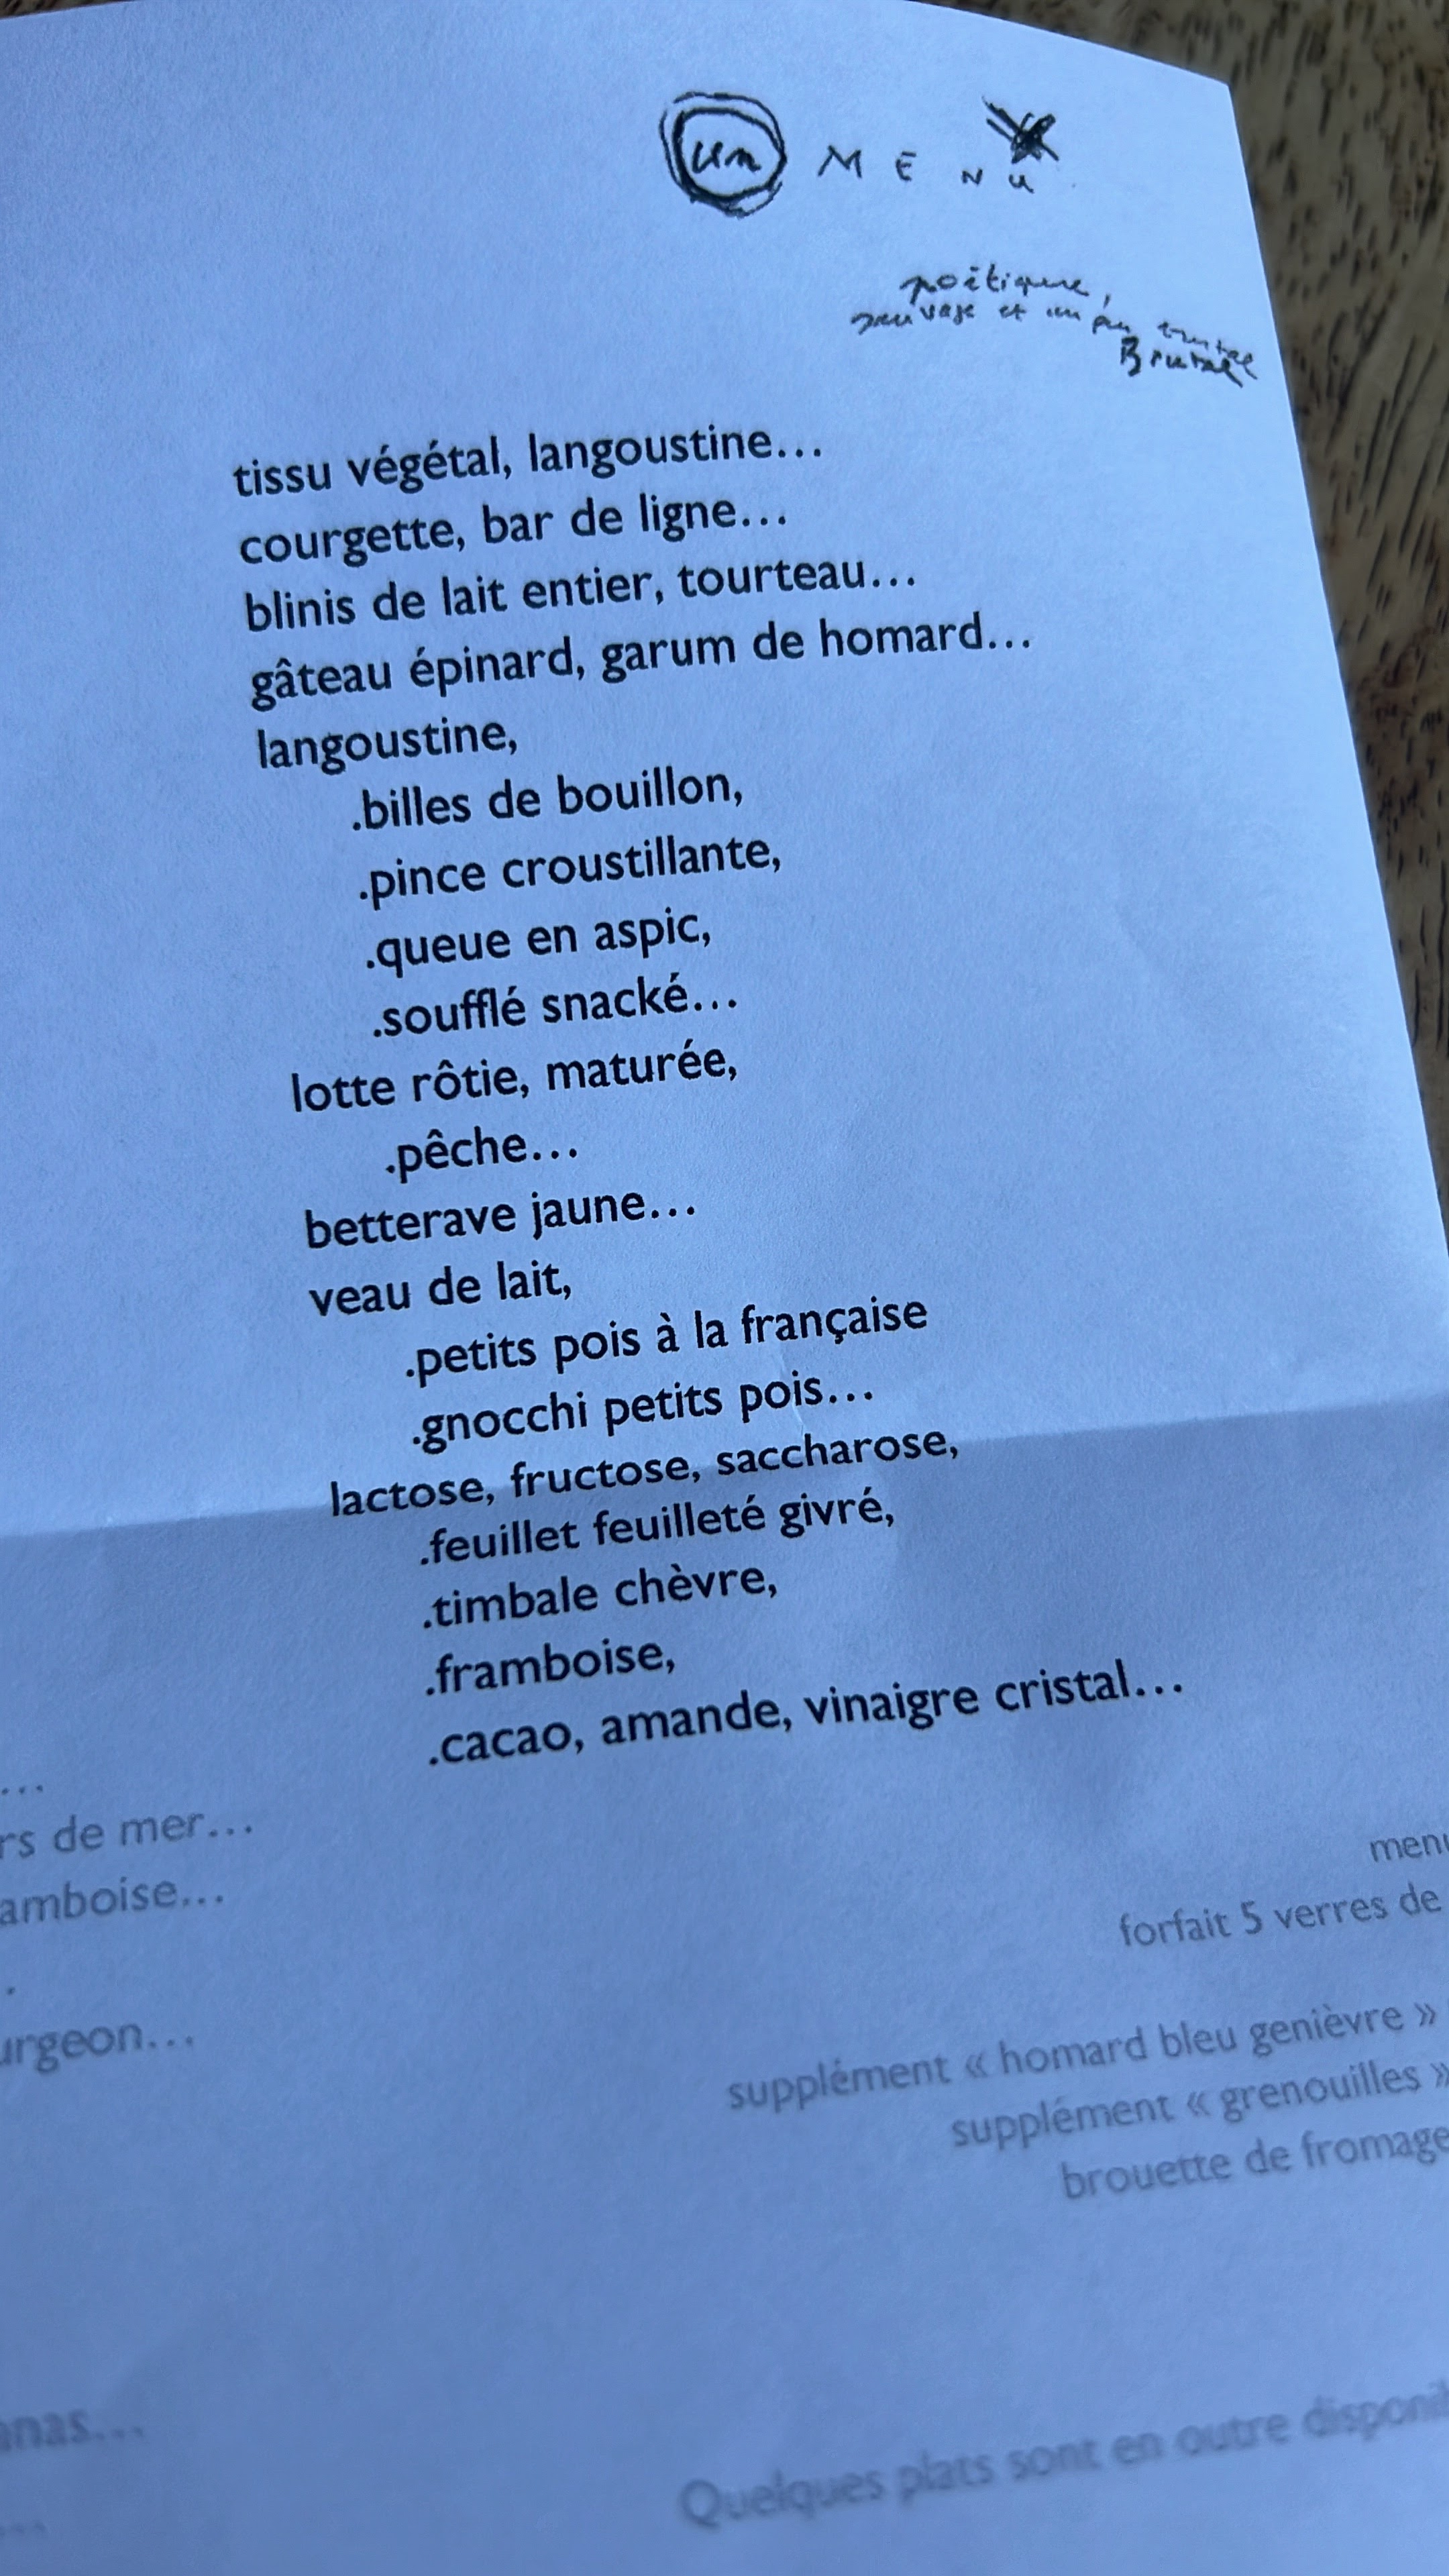 un MENU
poétique,
sauvage et un peu
Brutal
tissu végétal, langoustine…
courgette, bar de ligne…
blinis de lait entier, tourteau…
gâteau épinard, garum de homard…
langoustine,
.billes de bouillon,
.pince croustillante,
.queue en aspic,
.soufflé snacké…
lotte rôtie, maturée,
.pêche…
betterave jaune…
veau de lait,
.petits pois à la française
.gnocchi petits pois…
lactose, fructose, saccharose,
.feuillet feuilleté givré,
.timbale chèvre,
.framboise,
.cacao, amande, vinaigre cristal…
…
rs de mer…
amboise…
.
urgeon…
menu
forfait 5 verres de
supplément « homard bleu genièvre »
supplément « grenouilles »
brouette de fromage
anas…
…
Quelques plats sont en outre disponi